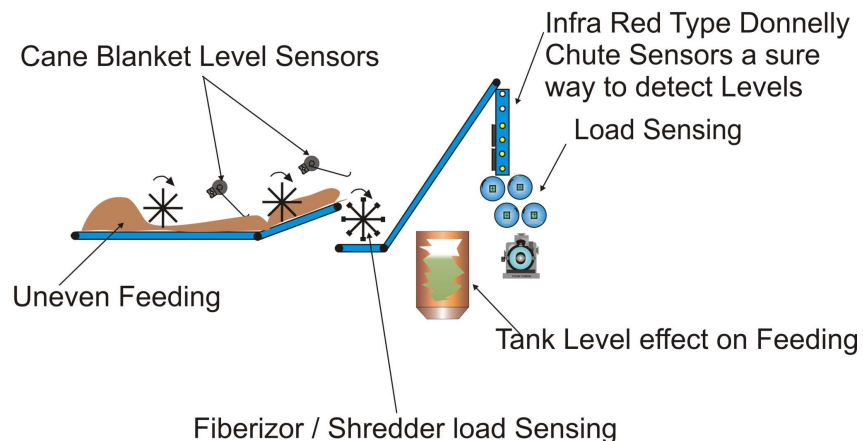 Infra Red Type Donnelly
Chute Sensors a sure
way to detect Levels
Cane Blanket Level Sensors
Load Sensing
Uneven Feeding
Tank Level effect on Feeding
Fiberizor / Shredder load Sensing